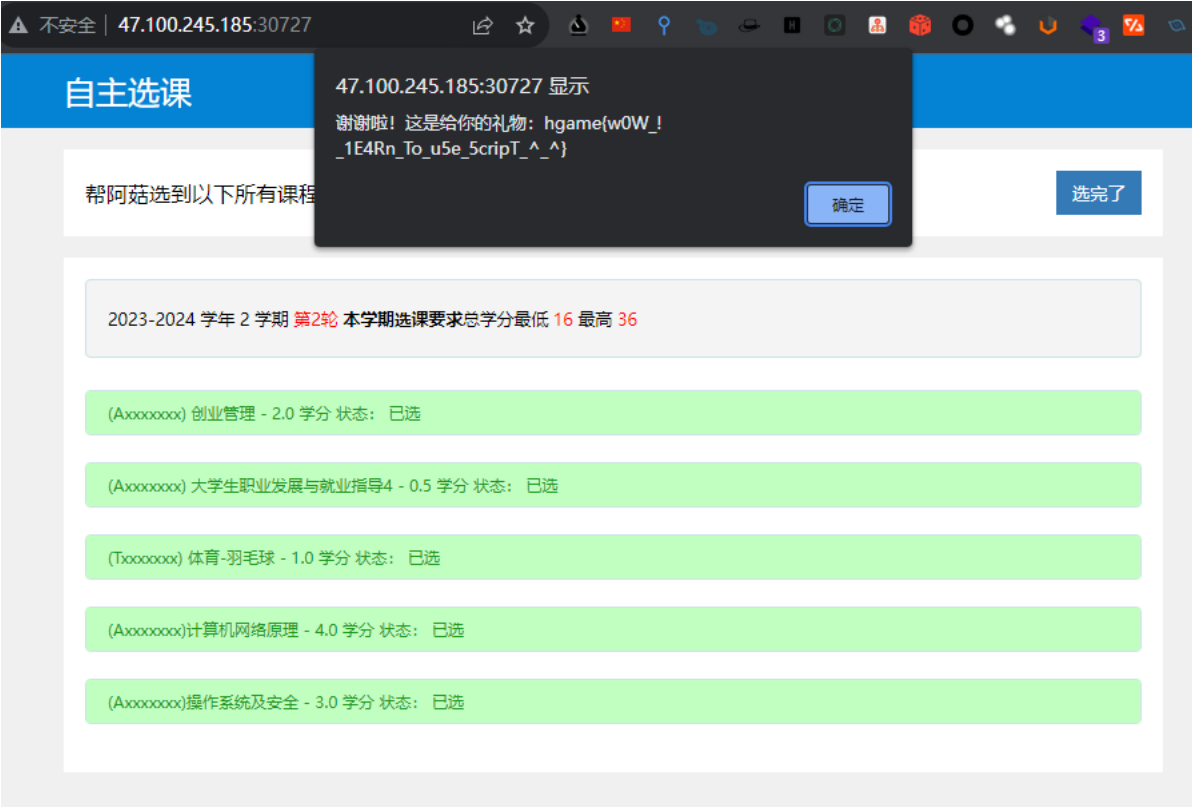 不安全 | 47.100.245.185:30727
3
自主选课
47.100.245.185:30727 显示
谢谢啦！这是给你的礼物：hgame{w0W_!
_1E4Rn_To_u5e_5cripT_^_^}
确定
帮阿菇选到以下所有课程
选完了
2023-2024 学年 2 学期 第2轮 本学期选课要求总学分最低 16 最高 36
(Axxxxxxx) 创业管理 - 2.0 学分 状态： 已选
(Axxxxxxx) 大学生职业发展与就业指导4 - 0.5 学分 状态： 已选
(Txxxxxxx) 体育-羽毛球 - 1.0 学分 状态： 已选
(Axxxxxxx)计算机网络原理 - 4.0 学分 状态： 已选
(Axxxxxxx)操作系统及安全 - 3.0 学分 状态： 已选